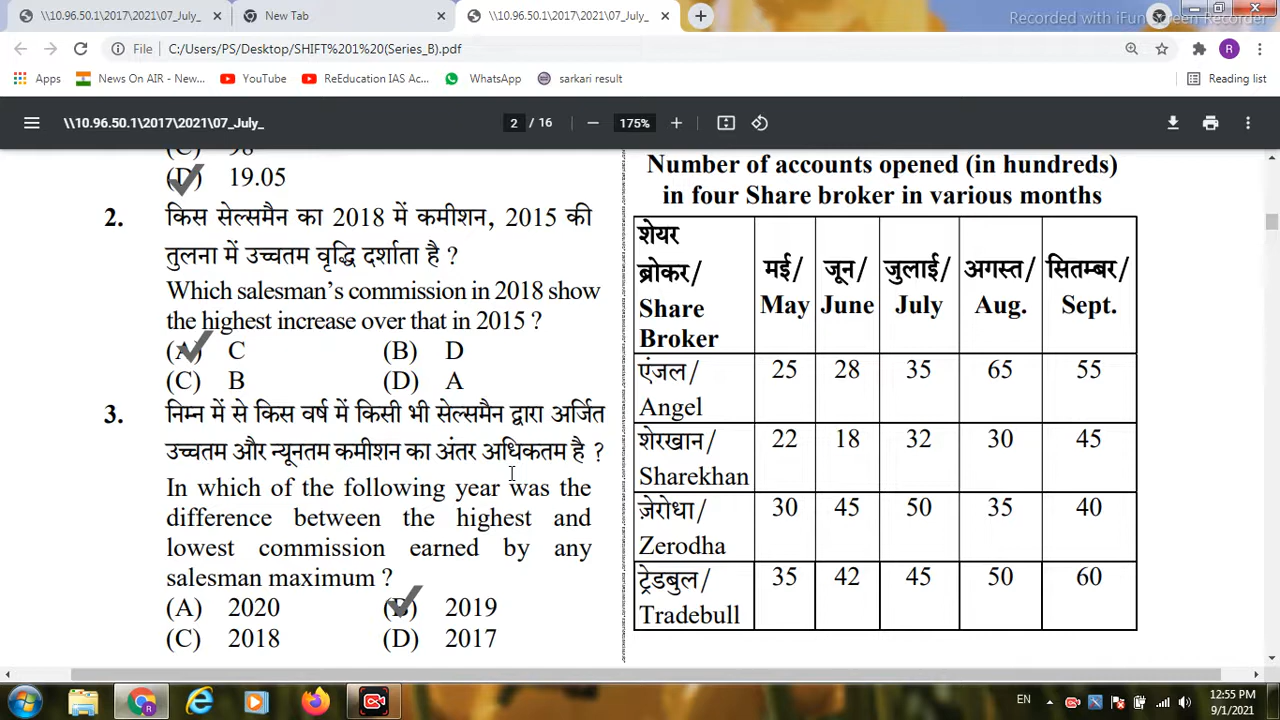 \\10.96.50.1\2017\2021\07_July_
New Tab
\\10.96.50.1\2017\2021\07_July_
Recorded with iFun Screen Recorder
File
C:/Users/PS/Desktop/SHIFT%201%20(Series_B).pdf
R
Apps
News On AIR - New...
YouTube
ReEducation IAS Ac...
WhatsApp
sarkari result
Reading list
\\10.96.50.1\2017\2021\07_July_
2 / 16
175%
(C) 98
(D) 19.05
2. किस सेल्समैन का 2018 में कमीशन, 2015 की
तुलना में उच्चतम वृद्धि दर्शाता है ?
Which salesman's commission in 2018 show
the highest increase over that in 2015 ?
(A) C (B) D
(C) B (D) A
3. निम्न में से किस वर्ष में किसी भी सेल्समैन द्वारा अर्जित
उच्चतम और न्यूनतम कमीशन का अंतर अधिकतम है ?
In which of the following year was the
difference between the highest and
lowest commission earned by any
salesman maximum ?
(A) 2020 (B) 2019
(C) 2018 (D) 2017
Number of accounts opened (in hundreds)
in four Share broker in various months
शेयर
ब्रोकर/ मई/ जून/ जुलाई/ अगस्त/ सितम्बर/
Share May June July Aug. Sept.
Broker
एंजल/ 25 28 35 65 55
Angel
शेरखान/ 22 18 32 30 45
Sharekhan
ज़ेरोधा/ 30 45 50 35 40
Zerodha
ट्रेडबुल/ 35 42 45 50 60
Tradebull
EN
12:55 PM
9/1/2021